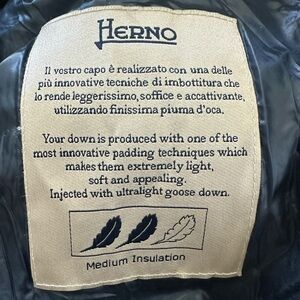 HERNO
Il vostro capo è realizzato con una delle
più innovative tecniche di imbottitura che
lo rende leggerissimo, soffice e accattivante,
utilizzando finissima piuma d'oca.
Your down is produced with one of the
most innovative padding techniques which
makes them extremely light,
soft and appealing.
Injected with ultralight goose down.
Medium Insulation